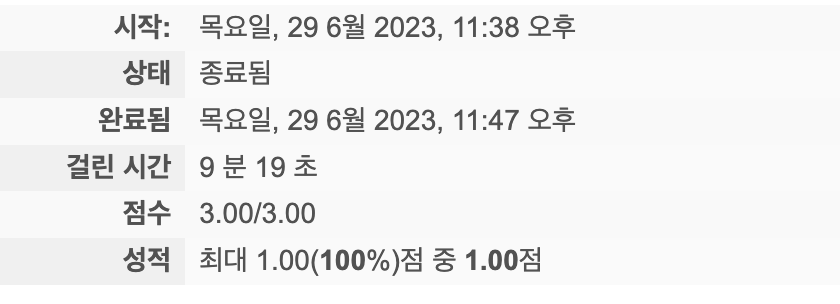 시작: 목요일, 29 6월 2023, 11:38 오후
상태 종료됨
완료됨 목요일, 29 6월 2023, 11:47 오후
걸린 시간 9 분 19 초
점수 3.00/3.00
성적 최대 1.00(100%)점 중 1.00점